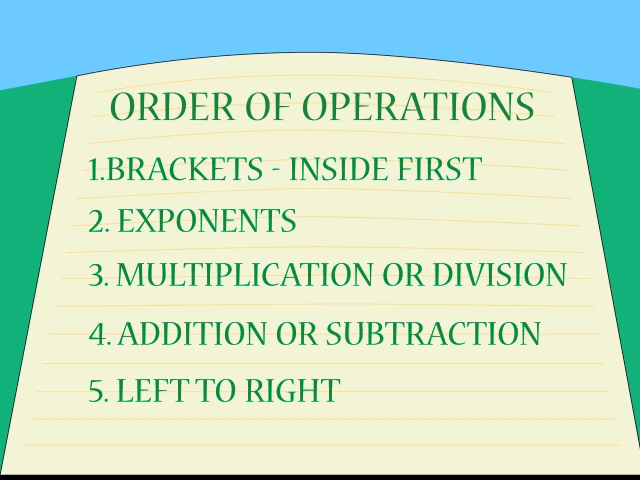 ORDER OF OPERATIONS
1.BRACKETS - INSIDE FIRST
2. EXPONENTS
3. MULTIPLICATION OR DIVISION
4. ADDITION OR SUBTRACTION
5. LEFT TO RIGHT